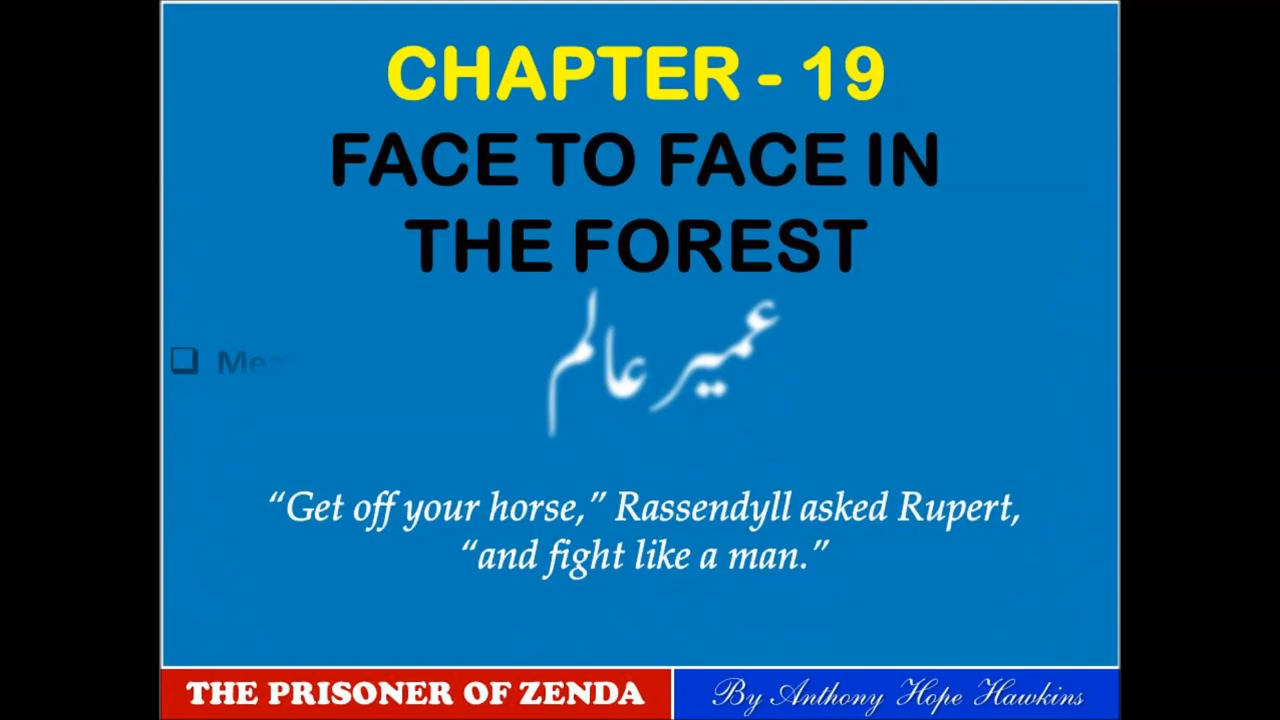 CHAPTER - 19
FACE TO FACE IN
THE FOREST
عمیر عالم
“Get off your horse,” Rassendyll asked Rupert,
“and fight like a man.”
THE PRISONER OF ZENDA
By Anthony Hope Hawkins